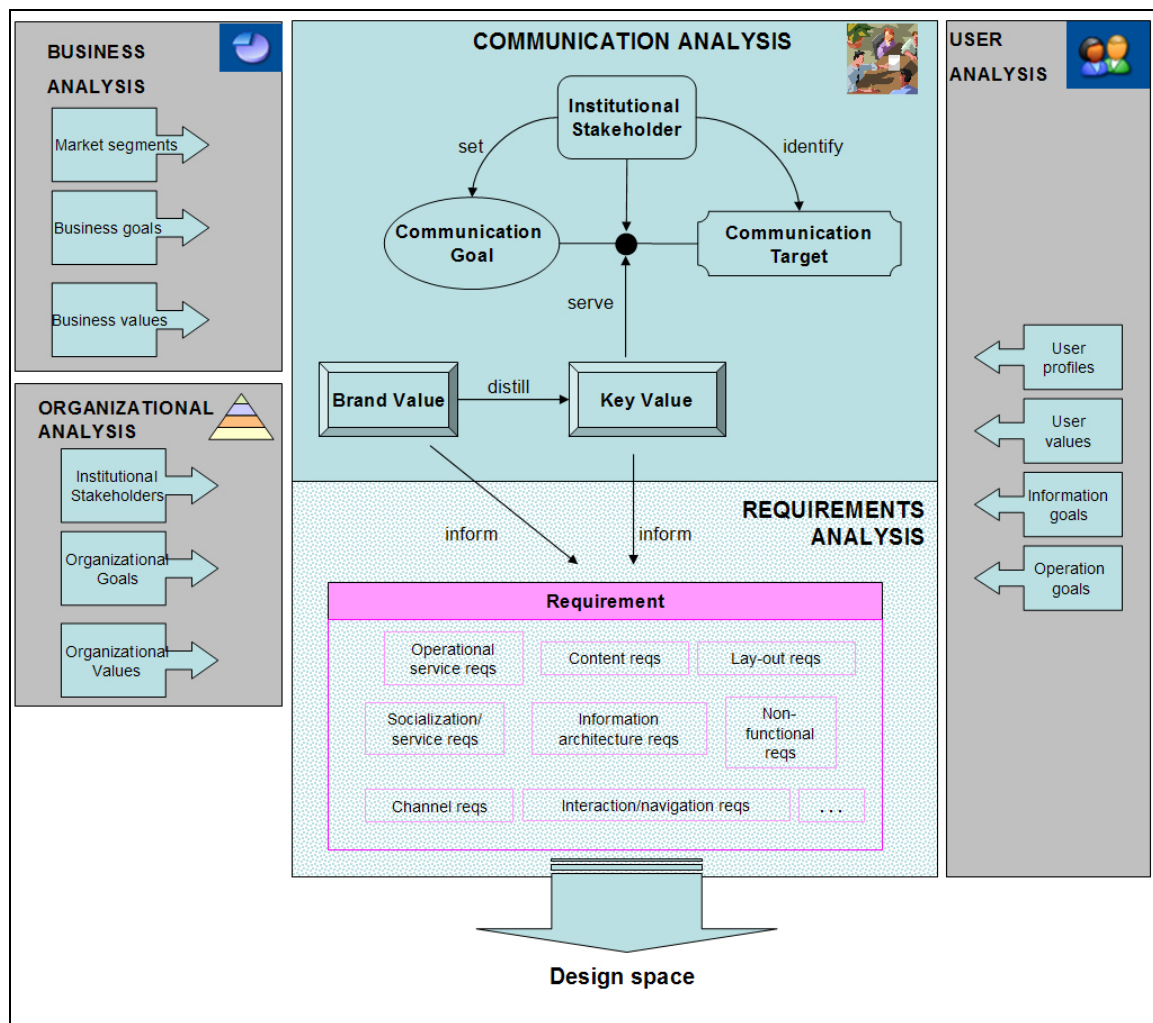 BUSINESS
ANALYSIS
Market segments
Business goals
Business values
ORGANIZATIONAL
ANALYSIS
Institutional
Stakeholders
Organizational
Goals
Organizational
Values
COMMUNICATION ANALYSIS
Institutional
Stakeholder
set
identify
Communication
Goal
Communication
Target
serve
Brand Value
distill
Key Value
REQUIREMENTS
ANALYSIS
inform
inform
Requirement
Operational
service reqs
Content reqs
Lay-out reqs
Socialization/
service reqs
Information
architecture reqs
Non-
functional
reqs
Channel reqs
Interaction/navigation reqs
...
Design space
USER
ANALYSIS
User
profiles
User
values
Information
goals
Operation
goals